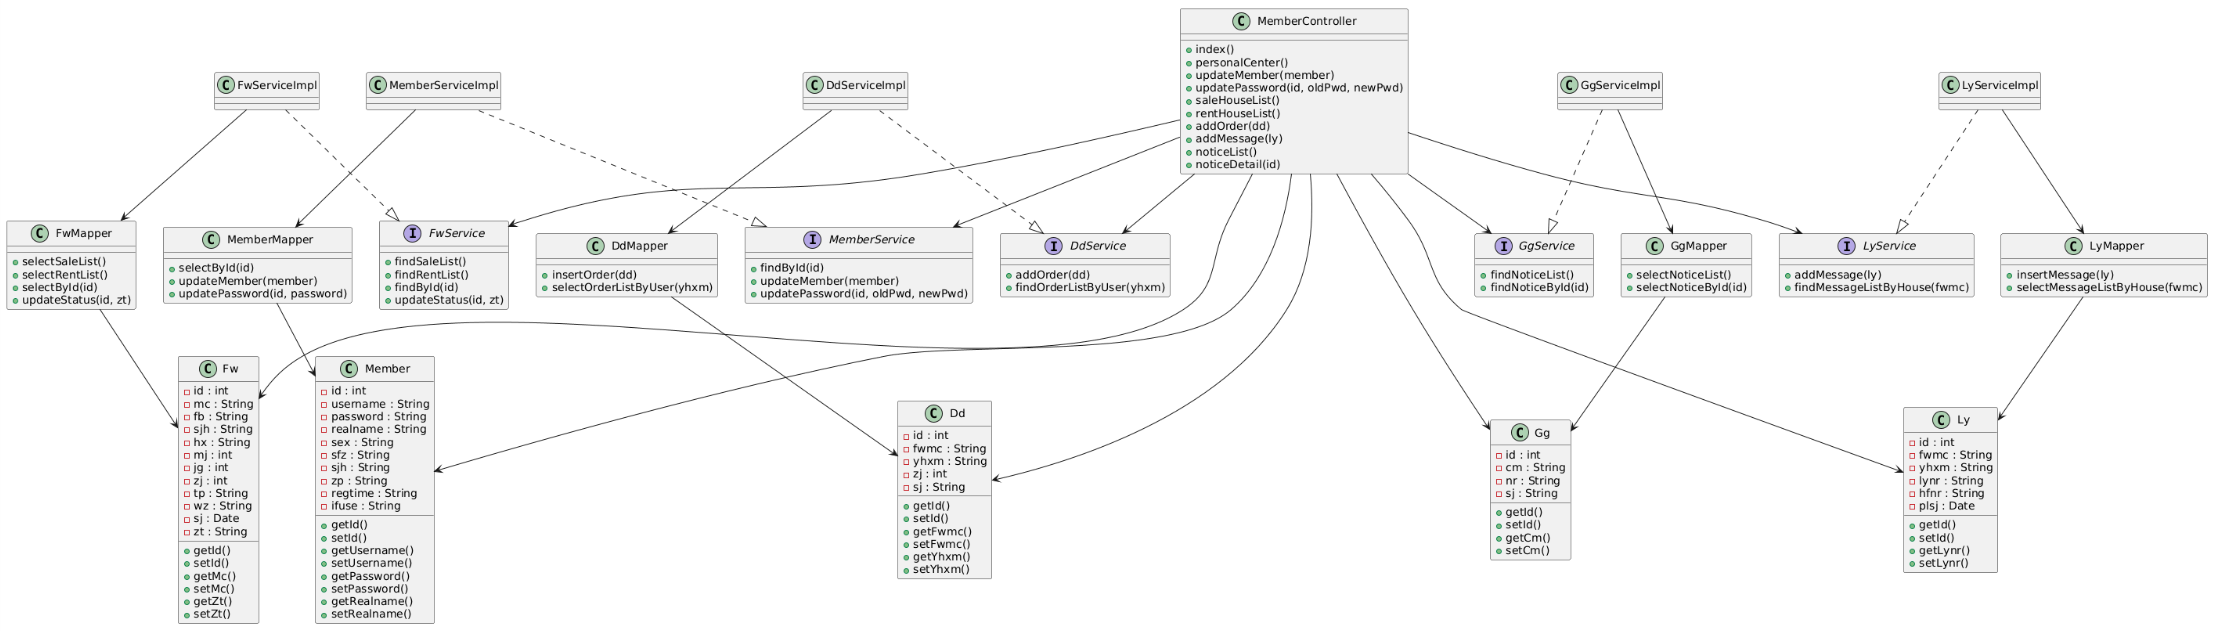 C MemberController
+ index()
+ personalCenter()
+ updateMember(member)
+ updatePassword(id, oldPwd, newPwd)
+ saleHouseList()
+ rentHouseList()
+ addOrder(dd)
+ addMessage(ly)
+ noticeList()
+ noticeDetail(id)
C FwServiceImpl
C MemberServiceImpl
C DdServiceImpl
C GgServiceImpl
C LyServiceImpl
C FwMapper
selectSaleList()
selectRentList()
selectById(id)
updateStatus(id, zt)
C MemberMapper
selectById(id)
updateMember(member)
updatePassword(id, password)
I FwService
findSaleList()
findRentList()
findById(id)
updateStatus(id, zt)
C DdMapper
insertOrder(dd)
selectOrderListByUser(yhxm)
I MemberService
findById(id)
updateMember(member)
updatePassword(id, oldPwd, newPwd)
I DdService
addOrder(dd)
findOrderListByUser(yhxm)
I GgService
findNoticeList()
findNoticeById(id)
C GgMapper
selectNoticeList()
selectNoticeById(id)
I LyService
addMessage(ly)
findMessageListByHouse(fwmc)
C LyMapper
insertMessage(ly)
selectMessageListByHouse(fwmc)
C Fw
id : int
mc : String
fb : String
sjh : String
hx : String
mj : int
jg : int
zj : int
tp : String
wz : String
sj : Date
zt : String
getId()
setId()
getMc()
setMc()
getZt()
setZt()
C Member
id : int
username : String
password : String
realname : String
sex : String
sfz : String
sjh : String
zp : String
regtime : String
ifuse : String
getId()
setId()
getUsername()
setUsername()
getPassword()
setPassword()
getRealname()
setRealname()
C Dd
id : int
fwmc : String
yhxm : String
zj : int
sj : String
getId()
setId()
getFwmc()
setFwmc()
getYhxm()
setYhxm()
C Gg
id : int
cm : String
nr : String
sj : String
getId()
setId()
getCm()
setCm()
C Ly
id : int
fwmc : String
yhxm : String
lynr : String
hfnr : String
plsj : Date
getId()
setId()
getLynr()
setLynr()